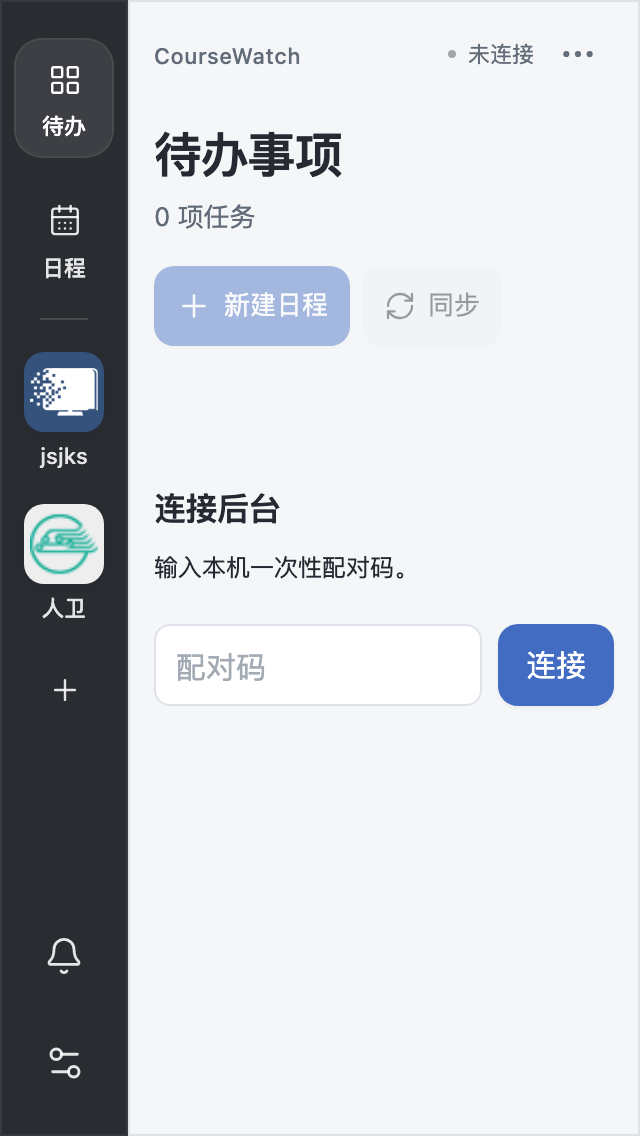 待办
日程
jsjks
人卫
CourseWatch
未连接
待办事项
0 项任务
新建日程
同步
连接后台
输入本机一次性配对码。
配对码
连接